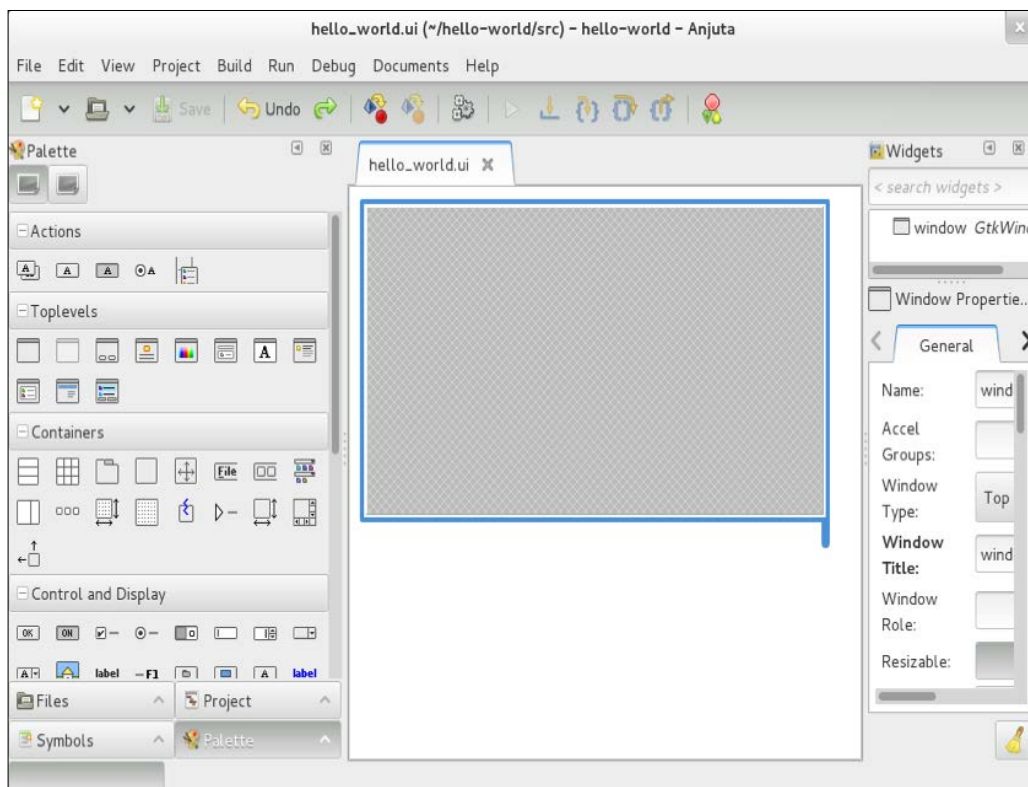 hello_world.ui (~/hello-world/src) - hello-world - Anjuta
File Edit View Project Build Run Debug Documents Help
Save Undo
Palette
Actions
A A A A
Toplevels
A
Containers
File
Control and Display
OK ON
A label F1 A label
Files
Project
Symbols
Palette
hello_world.ui
Widgets
< search widgets >
window GtkWind
Window Propertie..
General
Name: wind
Accel
Groups:
Window
Type: Top
Window
Title: wind
Window
Role:
Resizable: